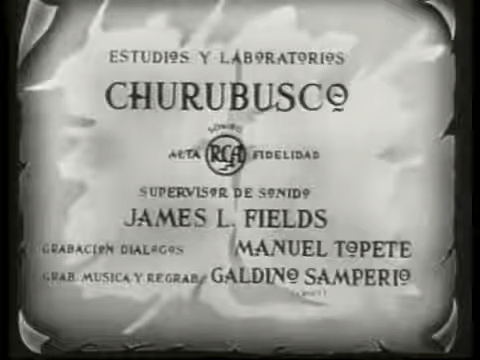 ESTUDIOS Y LABORATORIOS
CHURUBUSCO
SONIDO
ALTA RCA FIDELIDAD
SUPERVISOR DE SONIDO
JAMES L. FIELDS
GRABACION DIALOGOS MANUEL TOPETE
GRAB. MUSICA Y REGRAB. GALDINO SAMPERIO